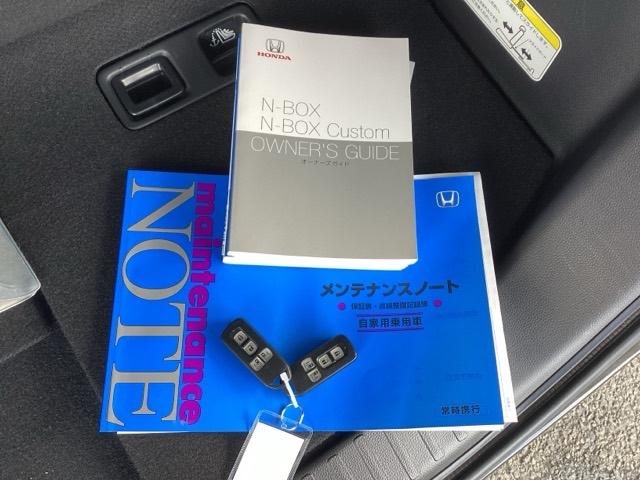 HONDA
N-BOX
N-BOX Custom
OWNER'S GUIDE
オーナーズガイド
maintenance
NOTE
メンテナンスノート
保証書・点検整備記録簿
自家用乗用車
常時携行